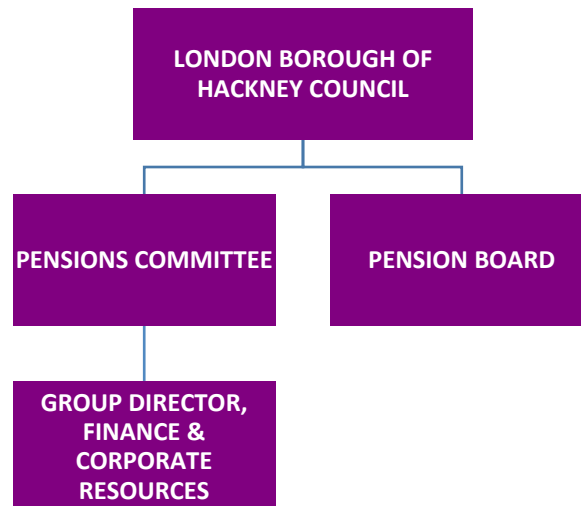 LONDON BOROUGH OF
HACKNEY COUNCIL
PENSIONS COMMITTEE
PENSION BOARD
GROUP DIRECTOR,
FINANCE &
CORPORATE
RESOURCES